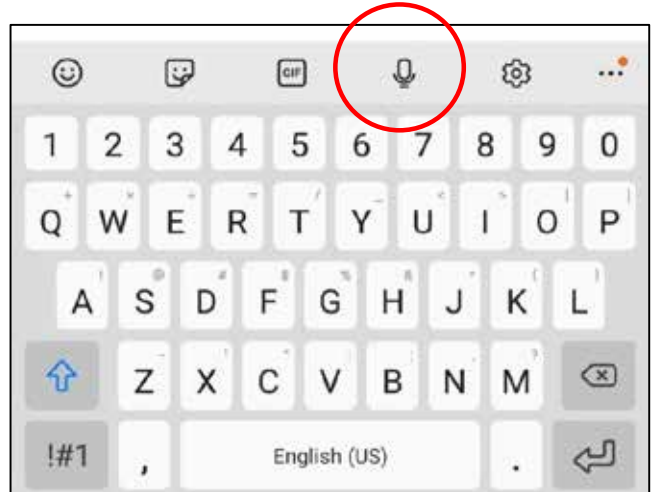 GIF
1 2 3 4 5 6 7 8 9 0
Q W E R T Y U I O P
A S D F G H J K L
Z X C V B N M
!#1 , English (US) .